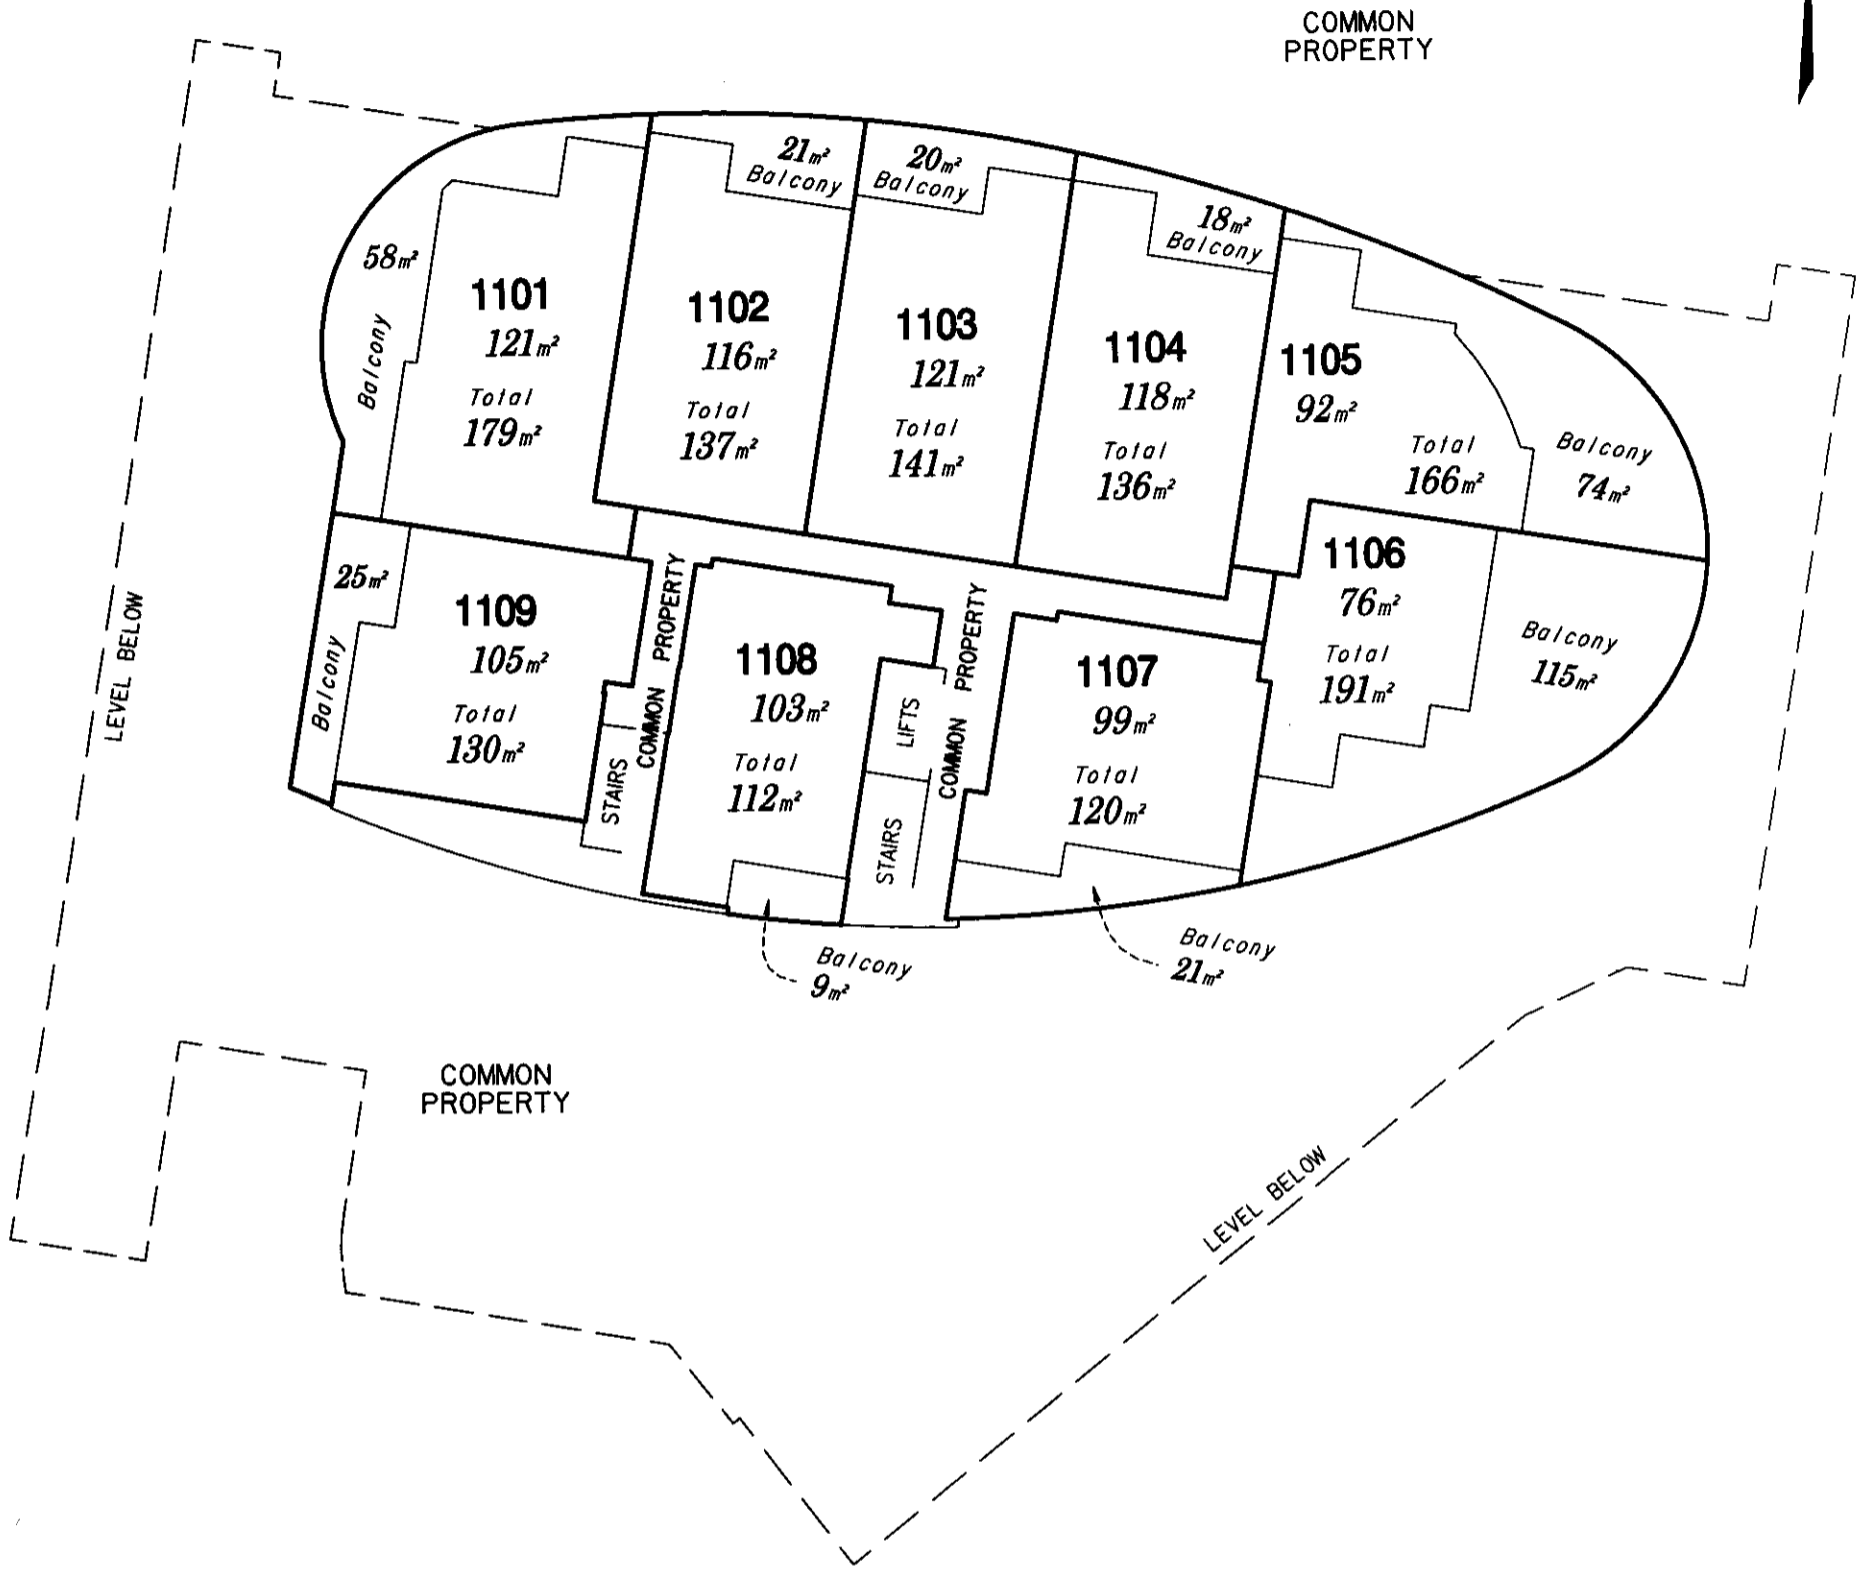 COMMON
PROPERTY
21m²
Balcony
20m²
Balcony
18m²
Balcony
58m²
Balcony
1101
121m²
Total
179m²
1102
116m²
Total
137m²
1103
121m²
Total
141m²
1104
118m²
Total
136m²
1105
92m²
Total
166m²
Balcony
74m²
25m²
Balcony
1109
105m²
Total
130m²
COMMON PROPERTY
STAIRS
1108
103m²
Total
112m²
LIFTS
STAIRS
COMMON PROPERTY
1107
99m²
Total
120m²
1106
76m²
Total
191m²
Balcony
115m²
LEVEL BELOW
Balcony
9m²
Balcony
21m²
COMMON
PROPERTY
LEVEL BELOW